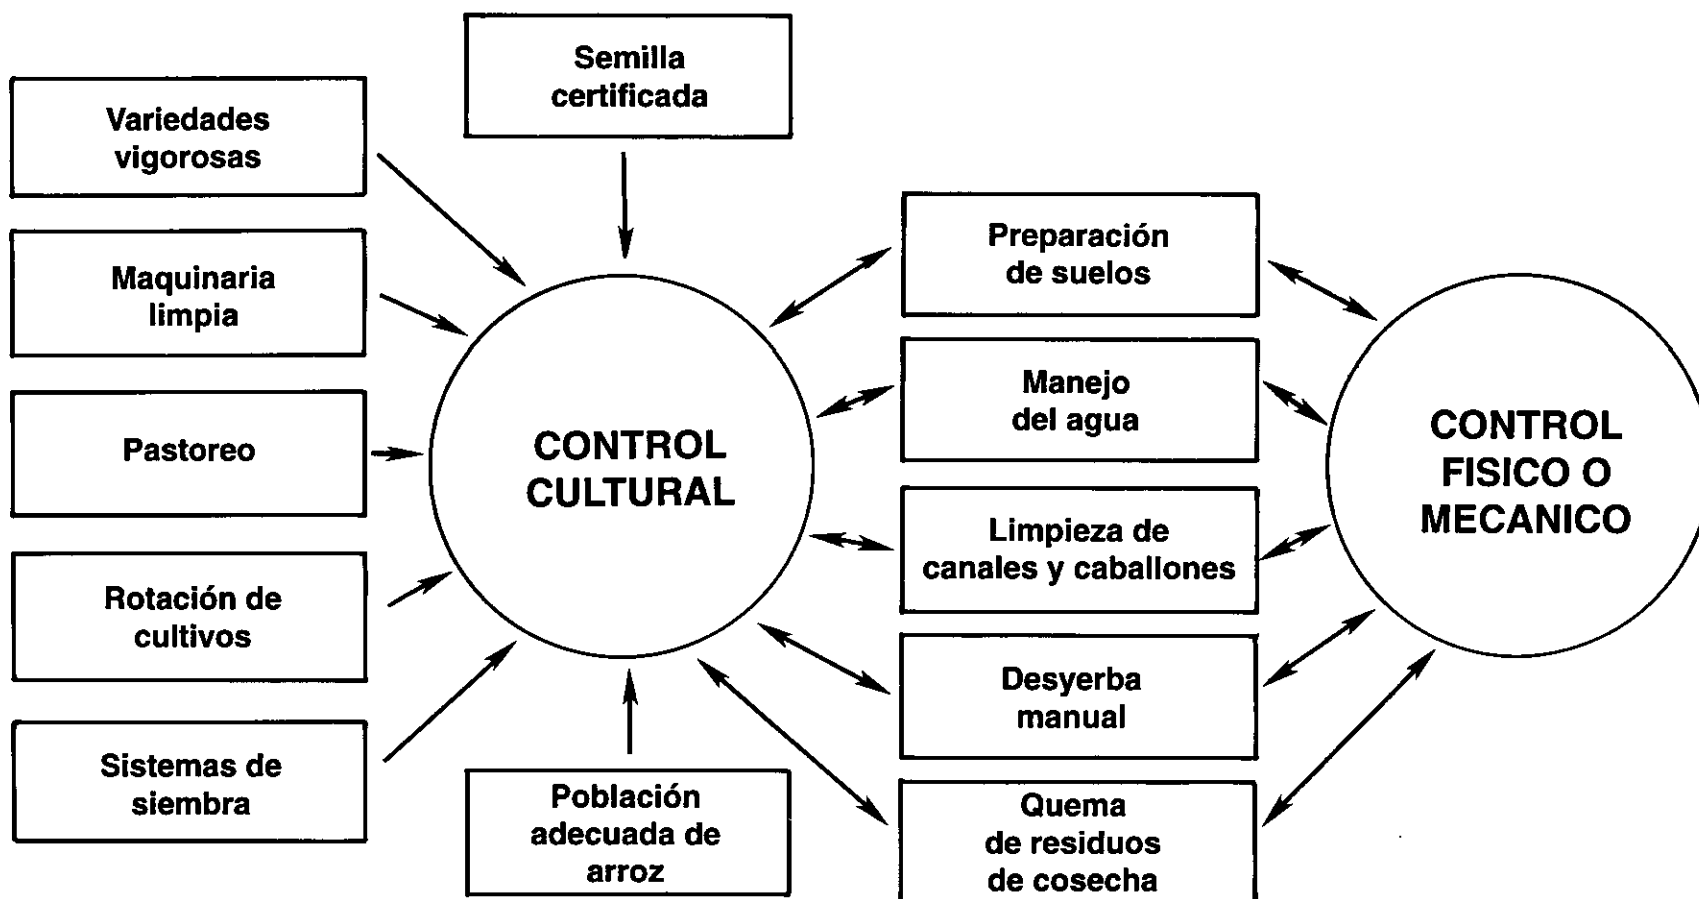 Semilla
certificada
Variedades
vigorosas
Maquinaria
limpia
Pastoreo
Rotación de
cultivos
Sistemas de
siembra
CONTROL
CULTURAL
Población
adecuada de
arroz
Preparación
de suelos
Manejo
del agua
Limpieza de
canales y caballones
Desyerba
manual
Quema
de residuos
de cosecha
CONTROL
FISICO O
MECANICO